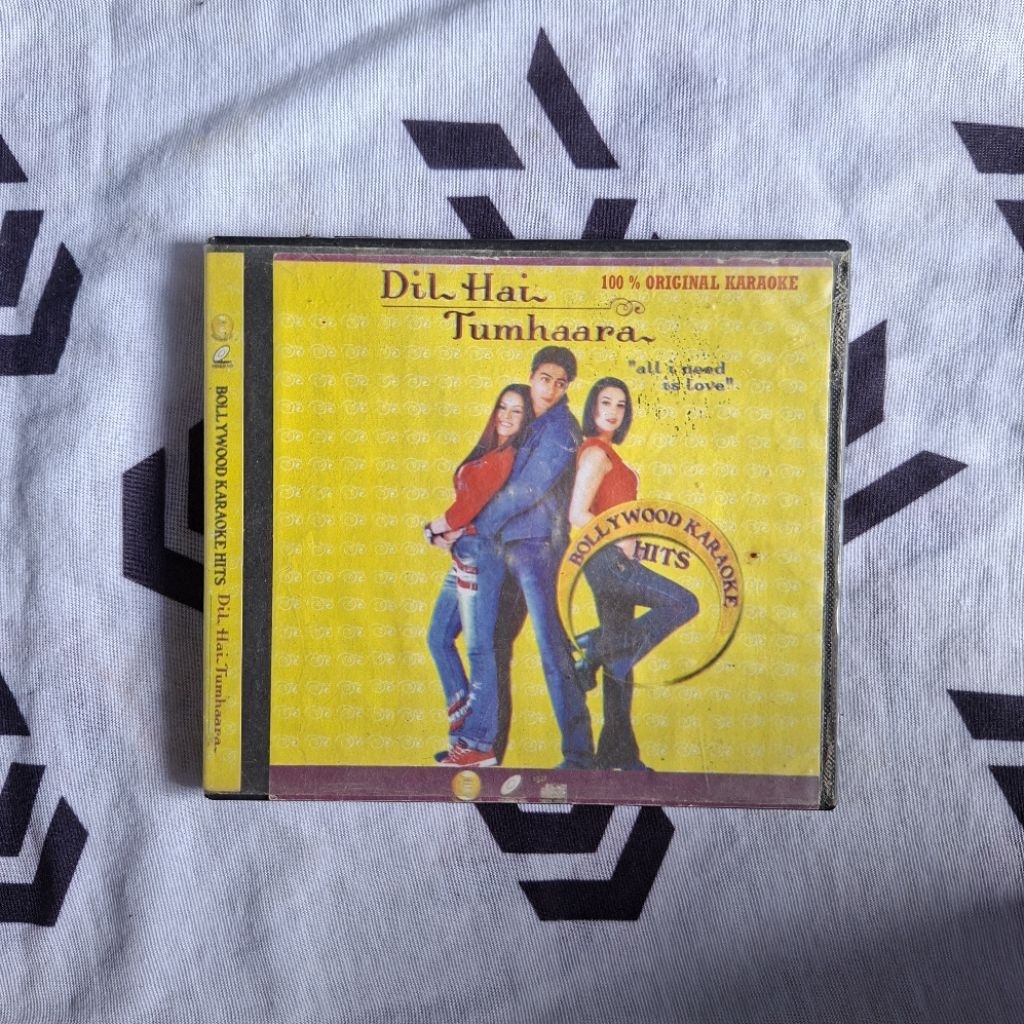 Dil Hai
Tumhaara
100 % ORIGINAL KARAOKE
"all i need
is love"
BOLLYWOOD KARAOKE
HITS
BOLLYWOOD KARAOKE HITS Dil Hai Tumhaara